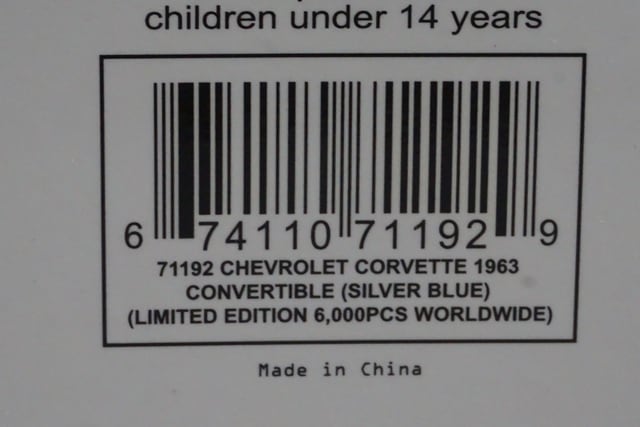 children under 14 years
6 74110 71192 9
71192 CHEVROLET CORVETTE 1963
CONVERTIBLE (SILVER BLUE)
(LIMITED EDITION 6,000PCS WORLDWIDE)
Made in China